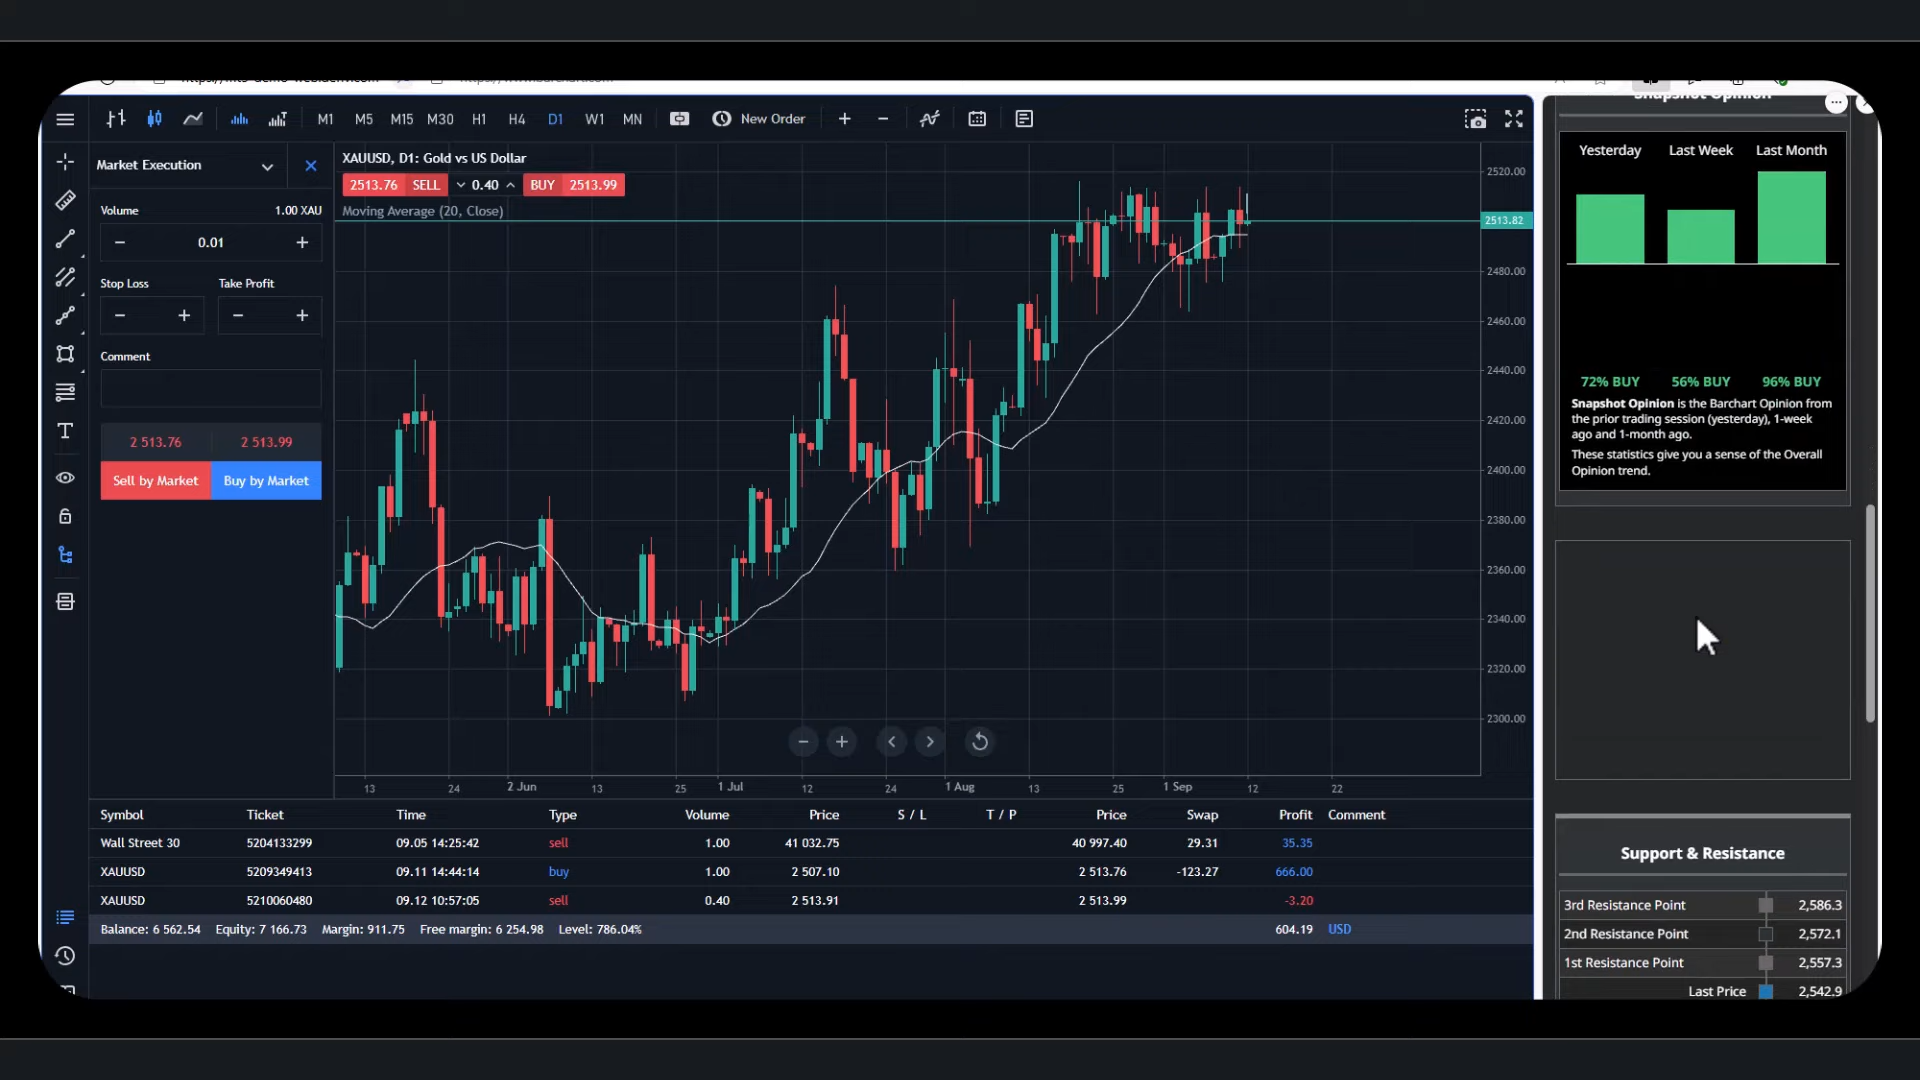 M1 M5 M15 M30 H1 H4 D1 W1 MN New Order
Market Execution
Volume 1.00 XAU
0.01
Stop Loss Take Profit
Comment
2 513.76 2 513.99
Sell by Market Buy by Market
XAUUSD, D1: Gold vs US Dollar
2513.76 SELL 0.40 BUY 2513.99
Moving Average (20, Close)
2520.00
2513.82
2480.00
2460.00
2440.00
2420.00
2400.00
2380.00
2360.00
2340.00
2320.00
2300.00
13 24 2 Jun 13 25 1 Jul 12 24 1 Aug 13 25 1 Sep 12 22
Symbol Ticket Time Type Volume Price S / L T / P Price Swap Profit Comment
Wall Street 30 5204133299 09.05 14:25:42 sell 1.00 41 032.75 40 997.40 29.31 35.35
XAUUSD 5209349413 09.11 14:44:14 buy 1.00 2 507.10 2 513.76 -123.27 666.00
XAUUSD 5210060480 09.12 10:57:05 sell 0.40 2 513.91 2 513.99 -3.20
Balance: 6 562.54 Equity: 7 166.73 Margin: 911.75 Free margin: 6 254.98 Level: 786.04% 604.19 USD
Snapshot Opinion
Yesterday Last Week Last Month
72% BUY 56% BUY 96% BUY
Snapshot Opinion is the Barchart Opinion from
the prior trading session (yesterday), 1-week
ago and 1-month ago.
These statistics give you a sense of the Overall
Opinion trend.
Support & Resistance
3rd Resistance Point 2,586.3
2nd Resistance Point 2,572.1
1st Resistance Point 2,557.3
Last Price 2,542.9